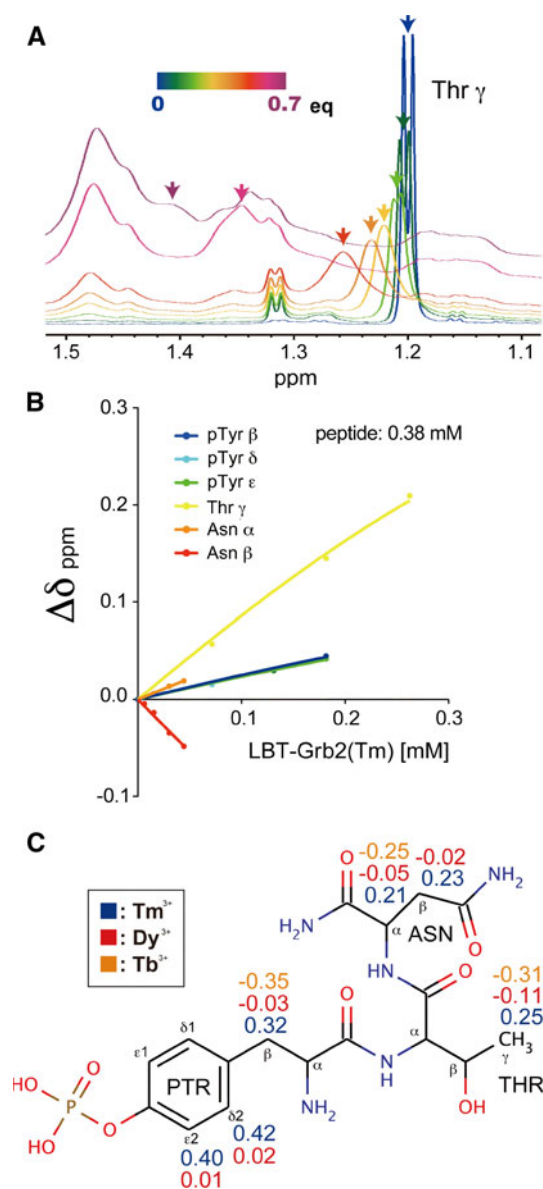 A
Thr γ
0
0.7 eq
1.5
1.4
1.3
1.2
1.1
ppm
B
0.3
0.2
0.1
0.0
-0.1
Δδ ppm
pTyr β
pTyr δ
pTyr ε
Thr γ
Asn α
Asn β
peptide: 0.38 mM
0.1
0.2
0.3
LBT-Grb2(Tm) [mM]
C
: Tm³⁺
: Dy³⁺
: Tb³⁺
-0.25
-0.05
0.21
-0.02
0.23
O
NH₂
H₂N
α
β
O
ASN
NH
-0.35
-0.03
0.32
O
O
-0.31
-0.11
0.25
δ1
ε1
β
α
α
CH₃
γ
β
THR
PTR
NH
HO
O
P
δ2
NH₂
OH
HO
O
ε2
0.42
0.02
0.40
0.01